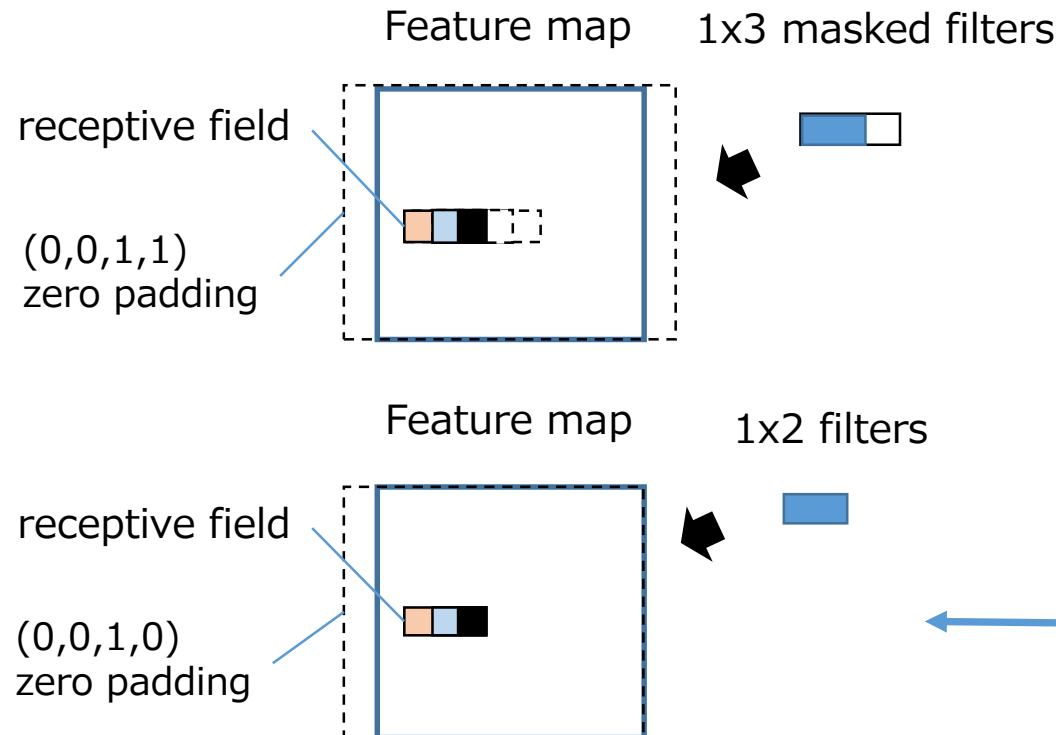 Feature map
1x3 masked filters
receptive field
(0,0,1,1)
zero padding
Feature map
1x2 filters
receptive field
(0,0,1,0)
zero padding